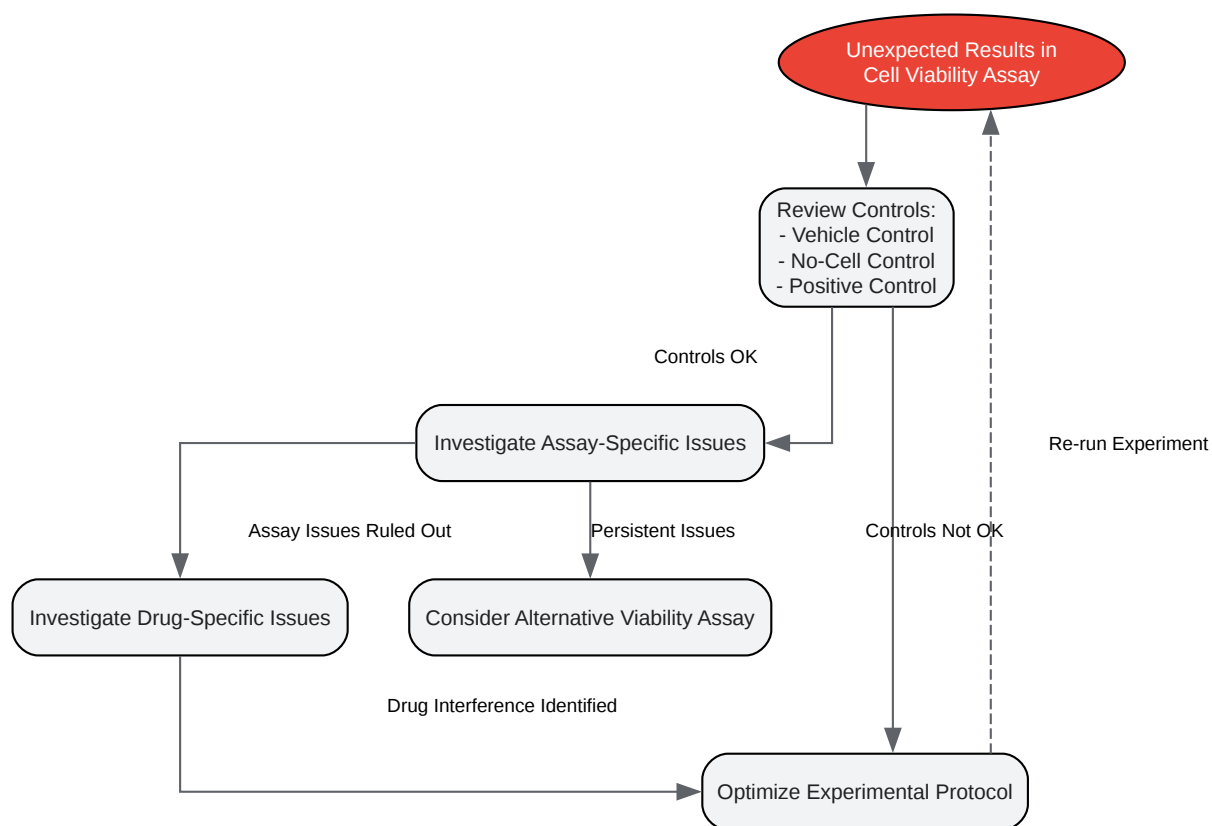 Unexpected Results in
Cell Viability Assay
Review Controls:
- Vehicle Control
- No-Cell Control
- Positive Control
Controls OK
Investigate Assay-Specific Issues
Re-run Experiment
Assay Issues Ruled Out
Persistent Issues
Controls Not OK
Investigate Drug-Specific Issues
Consider Alternative Viability Assay
Drug Interference Identified
Optimize Experimental Protocol